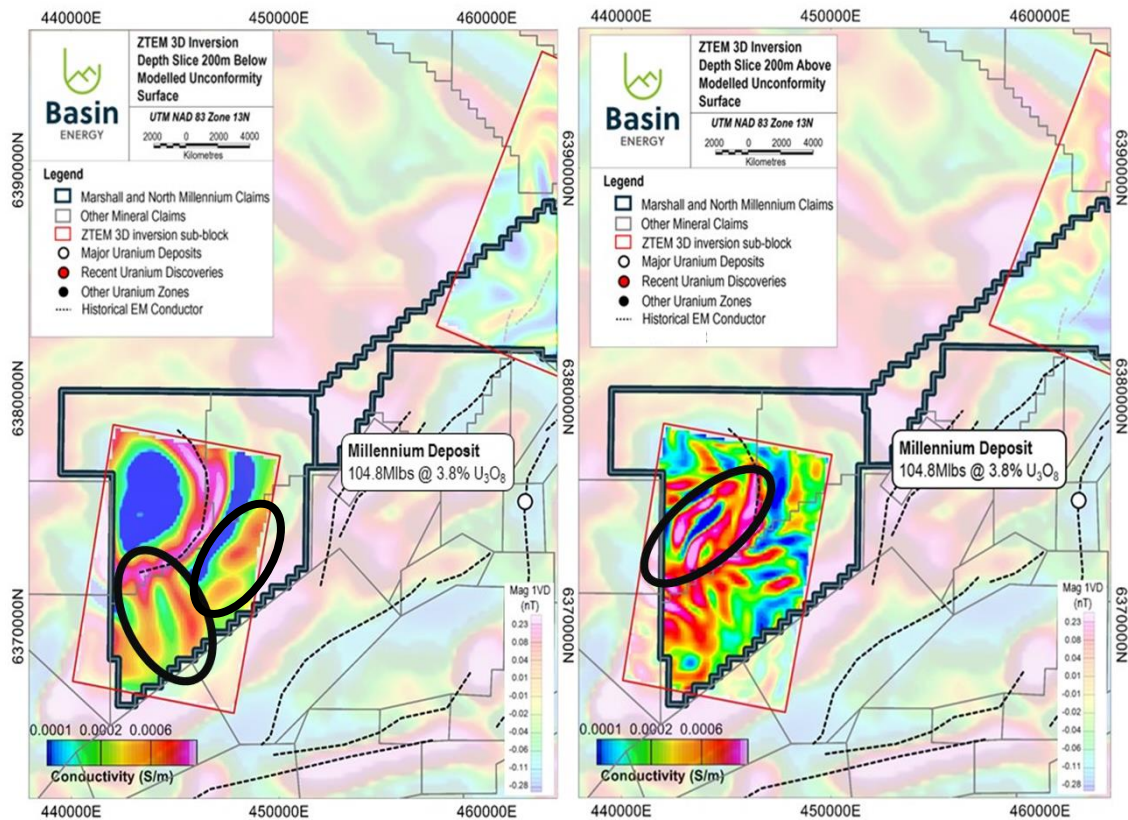 440000E 450000E 460000E
Basin
ENERGY
ZTEM 3D Inversion
Depth Slice 200m Below
Modelled Unconformity
Surface
UTM NAD 83 Zone 13N
2000 0 2000 4000
Kilometres
Legend
Marshall and North Millennium Claims
Other Mineral Claims
ZTEM 3D inversion sub-block
Major Uranium Deposits
Recent Uranium Discoveries
Other Uranium Zones
Historical EM Conductor
6390000N
6380000N
6370000N
Millennium Deposit
104.8Mlbs @ 3.8% U₃O₈
0.0001 0.0002 0.0006
Conductivity (S/m)
Mag 1VD
(nT)
0.23
0.08
0.04
0.01
-0.01
-0.02
-0.04
-0.06
-0.11
-0.28
6390000N
6380000N
6370000N
440000E 450000E 460000E
440000E 450000E 460000E
Basin
ENERGY
ZTEM 3D Inversion
Depth Slice 200m Above
Modelled Unconformity
Surface
UTM NAD 83 Zone 13N
2000 0 2000 4000
Kilometres
Legend
Marshall and North Millennium Claims
Other Mineral Claims
ZTEM 3D inversion sub-block
Major Uranium Deposits
Recent Uranium Discoveries
Other Uranium Zones
Historical EM Conductor
Millennium Deposit
104.8Mlbs @ 3.8% U₃O₈
0.0001 0.0002 0.0006
Conductivity (S/m)
Mag 1VD
(nT)
0.23
0.08
0.04
0.01
-0.01
-0.02
-0.04
-0.06
-0.11
-0.28
6390000N
6380000N
6370000N
440000E 450000E 460000E